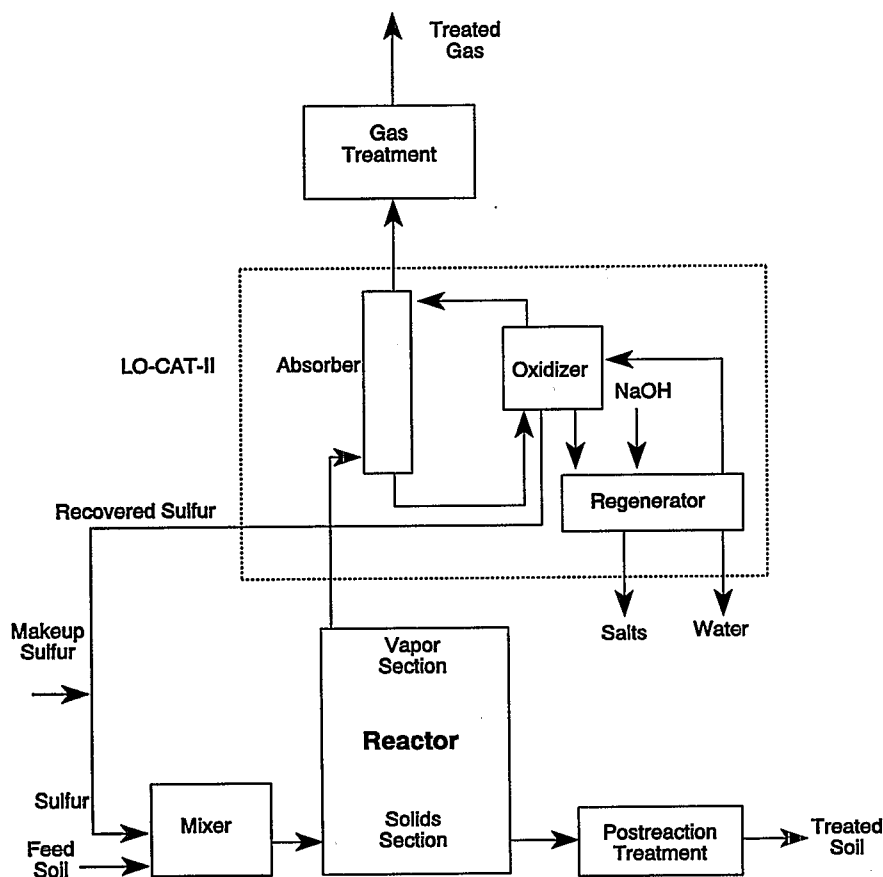 Treated
Gas
Gas
Treatment
LO-CAT-II
Absorber
Oxidizer
NaOH
Regenerator
Recovered Sulfur
Salts
Water
Makeup
Sulfur
Vapor
Section
Reactor
Sulfur
Mixer
Solids
Section
Postreaction
Treatment
Treated
Soil
Feed
Soil